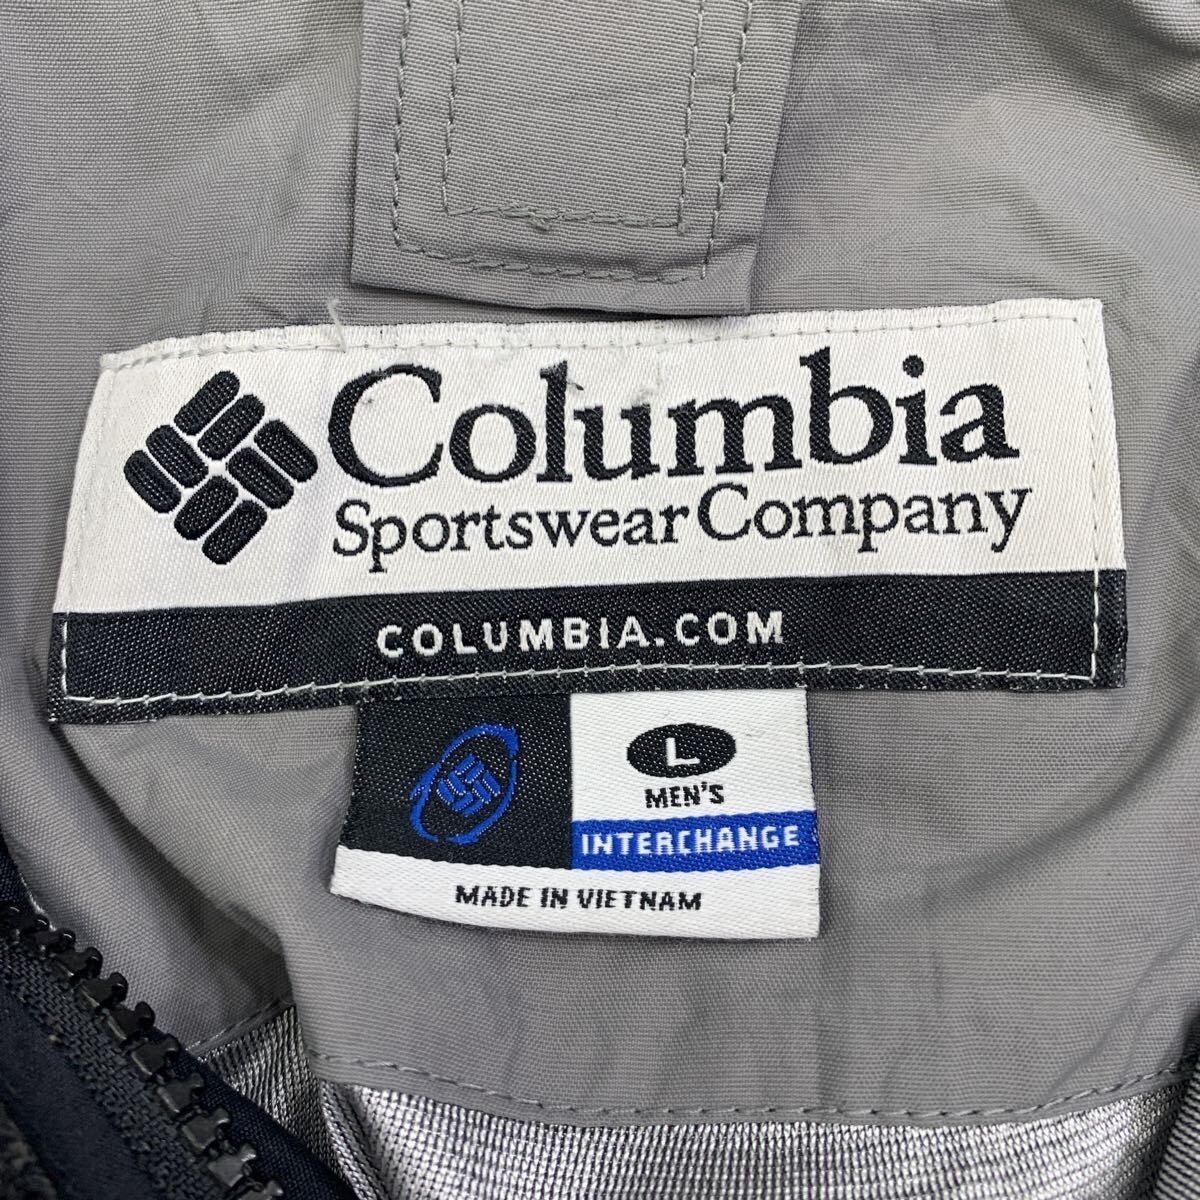 Columbia
Sportswear Company
COLUMBIA.COM
L
MEN'S
INTERCHANGE
MADE IN VIETNAM